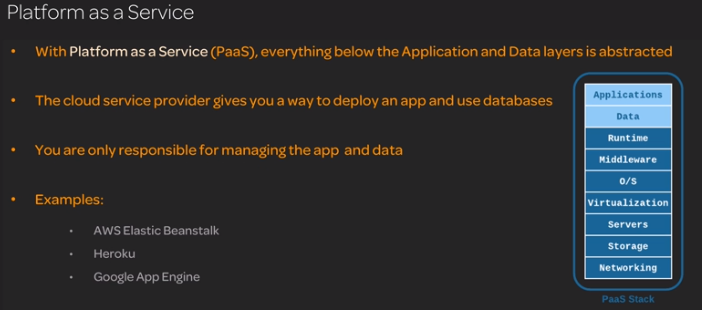 Platform as a Service
• With Platform as a Service (PaaS), everything below the Application and Data layers is abstracted
• The cloud service provider gives you a way to deploy an app and use databases
• You are only responsible for managing the app and data
• Examples:
• AWS Elastic Beanstalk
• Heroku
• Google App Engine
Applications
Data
Runtime
Middleware
O/S
Virtualization
Servers
Storage
Networking
PaaS Stack